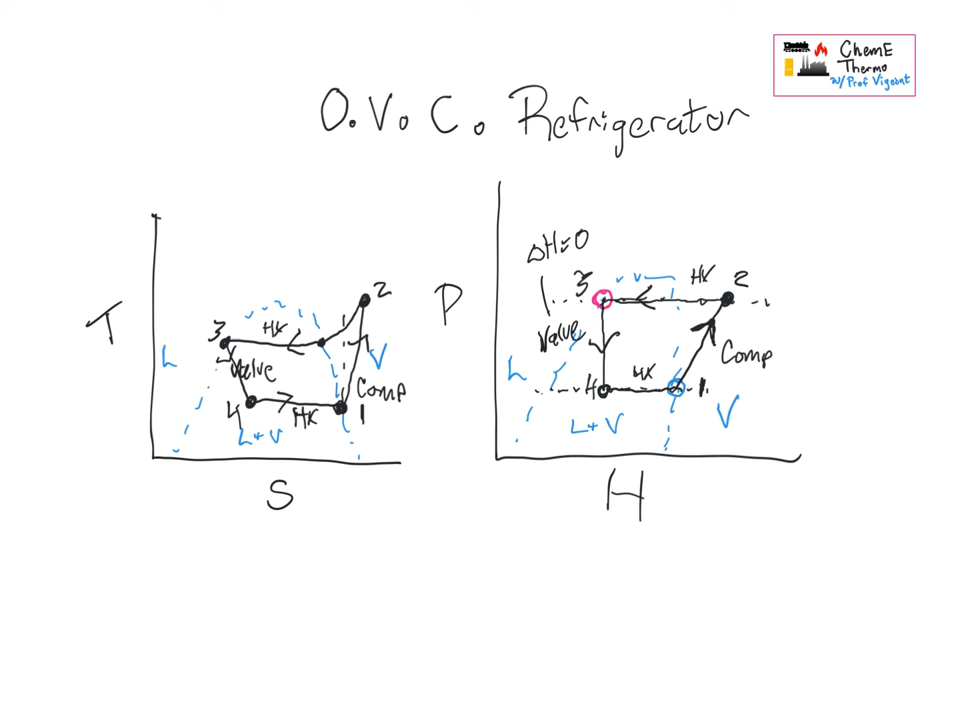 ChemE
Thermo
w/ Prof Vigeant
O.V.C. Refrigerator
T
S
L
L+V
V
1
2
3
4
HX
Valve
HX
Comp
P
H
ΔH=0
L
L+V
V
1
2
3
4
HX
Valve
HX
Comp